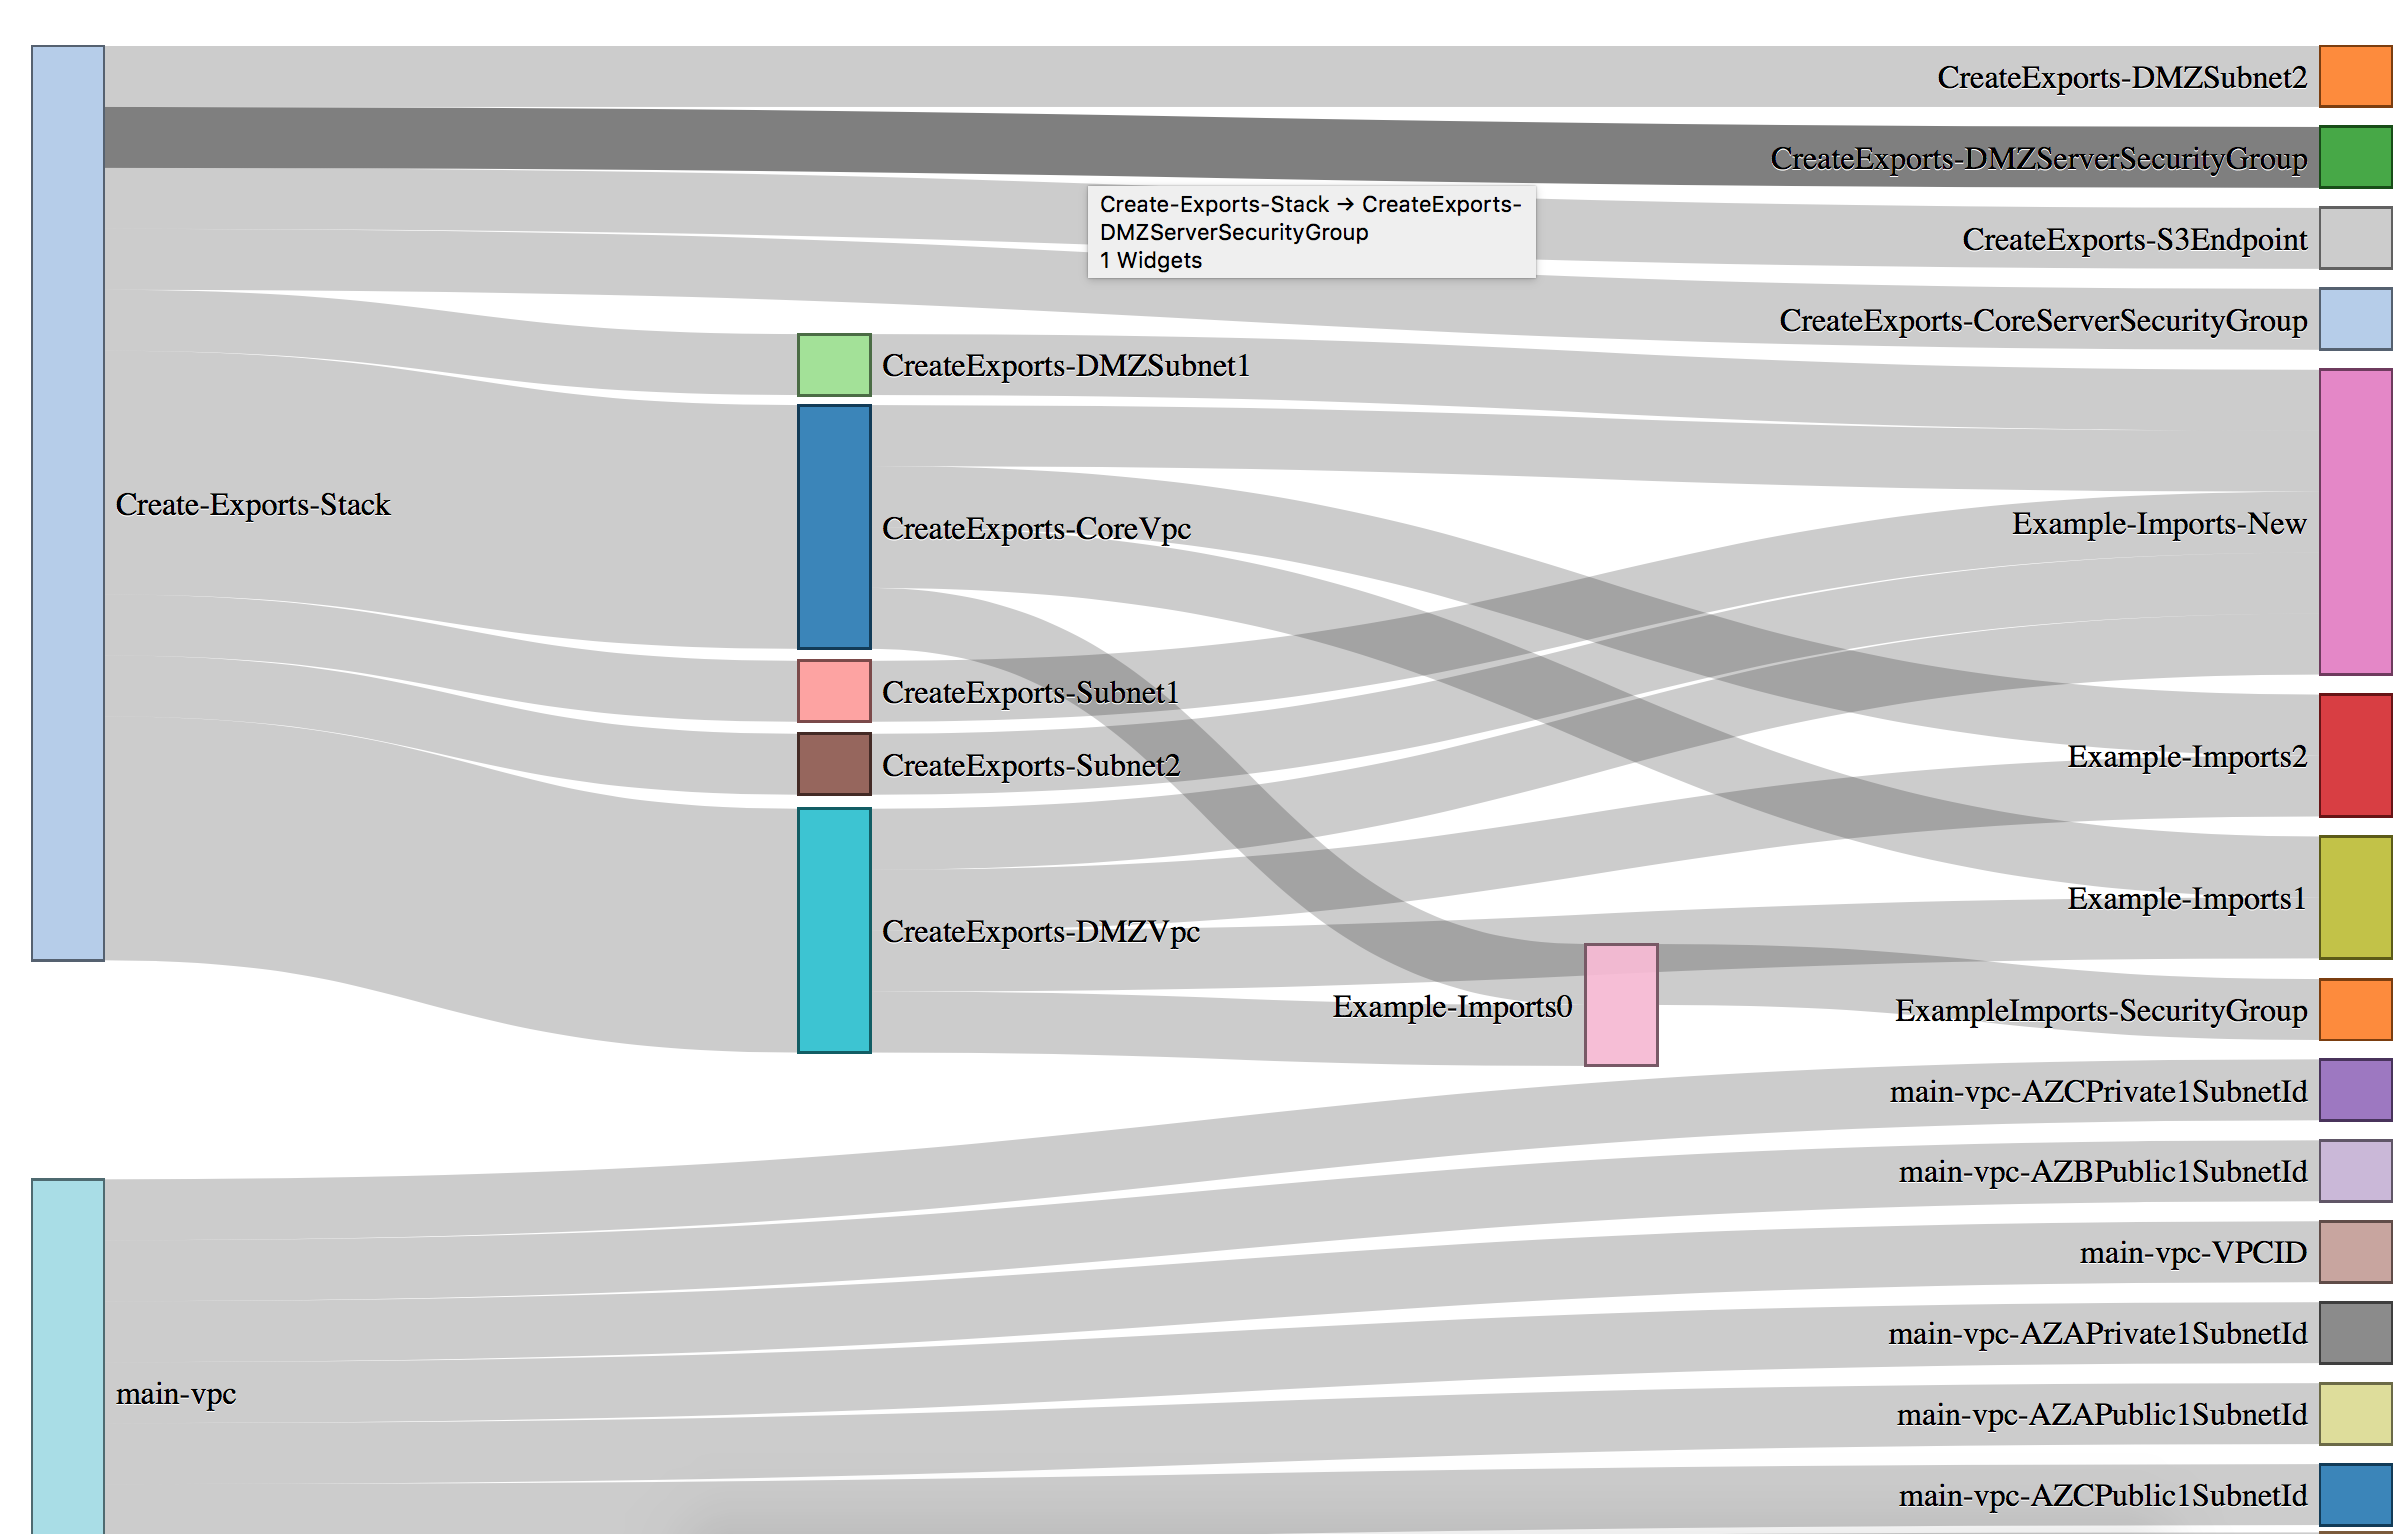 CreateExports-DMZSubnet2
CreateExports-DMZServerSecurityGroup
Create-Exports-Stack → CreateExports-
DMZServerSecurityGroup
1 Widgets
CreateExports-S3Endpoint
CreateExports-CoreServerSecurityGroup
CreateExports-DMZSubnet1
Create-Exports-Stack
CreateExports-CoreVpc
Example-Imports-New
CreateExports-Subnet1
CreateExports-Subnet2
Example-Imports2
CreateExports-DMZVpc
Example-Imports1
Example-Imports0
ExampleImports-SecurityGroup
main-vpc-AZCPrivate1SubnetId
main-vpc-AZBPublic1SubnetId
main-vpc-VPCID
main-vpc-AZAPrivate1SubnetId
main-vpc
main-vpc-AZAPublic1SubnetId
main-vpc-AZCPublic1SubnetId